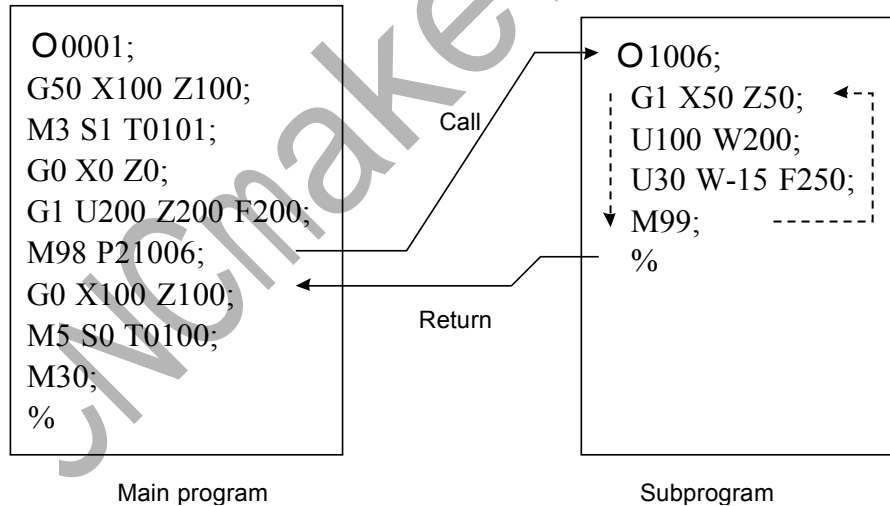 O0001;
G50 X100 Z100;
M3 S1 T0101;
G0 X0 Z0;
G1 U200 Z200 F200;
M98 P21006;
G0 X100 Z100;
M5 S0 T0100;
M30;
%
Call
Return
O1006;
G1 X50 Z50;
U100 W200;
U30 W-15 F250;
M99;
%
Main program
Subprogram
CNCmake